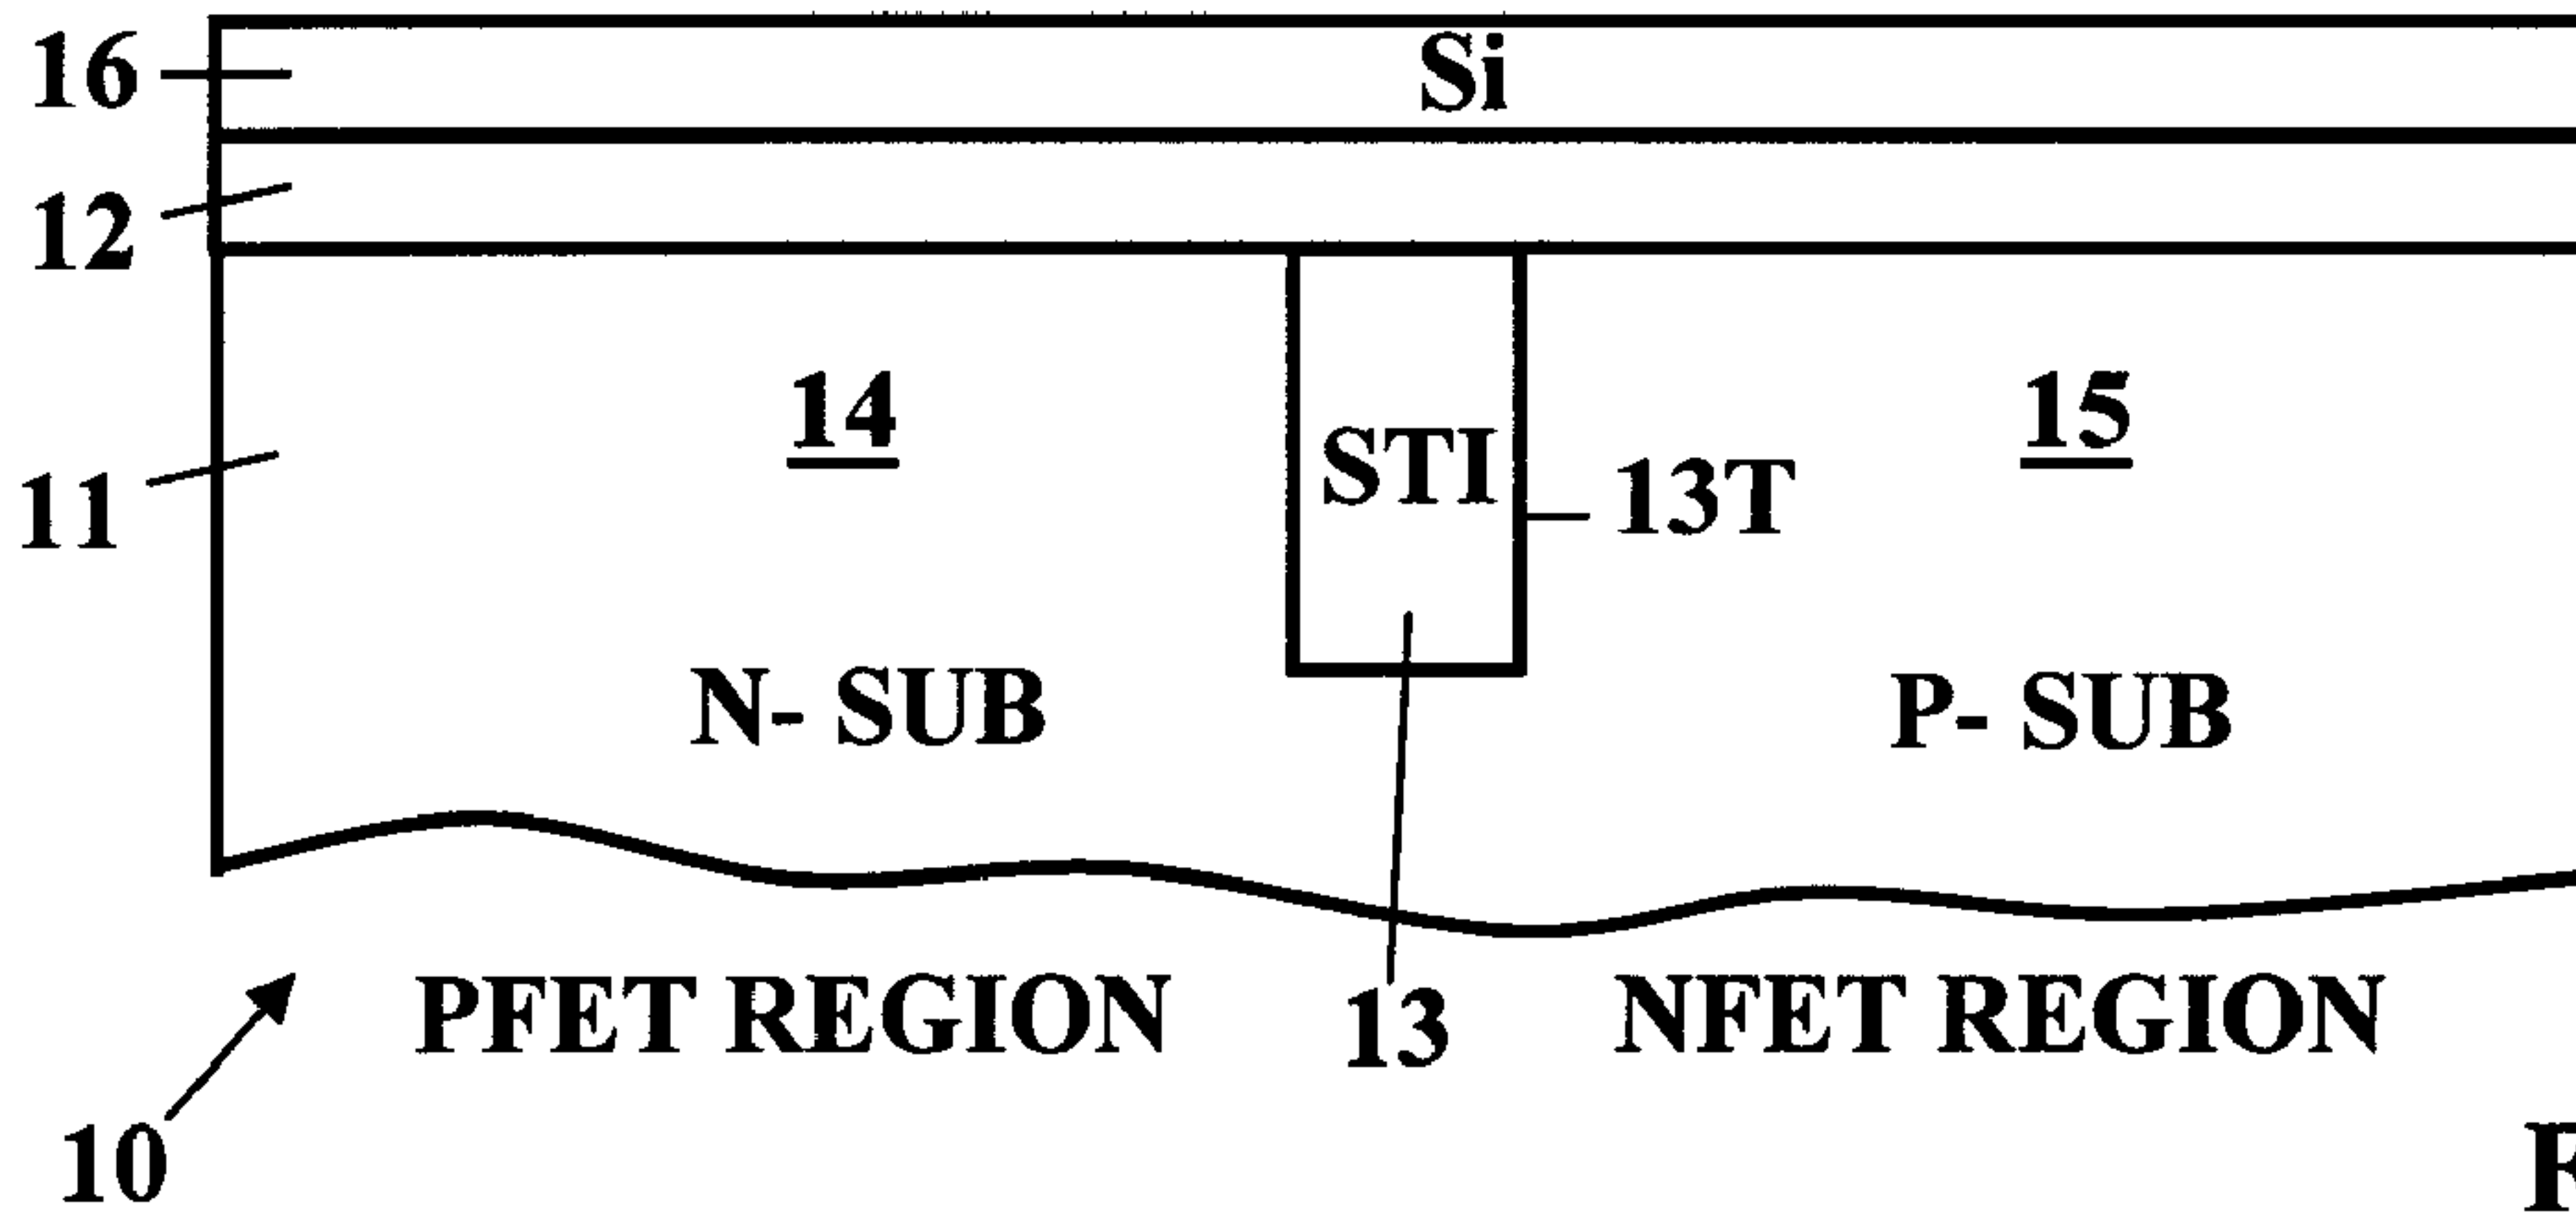 16
Si
12
14
15
STI
13T
11
N- SUB
P- SUB
PFET REGION
13
NFET REGION
10